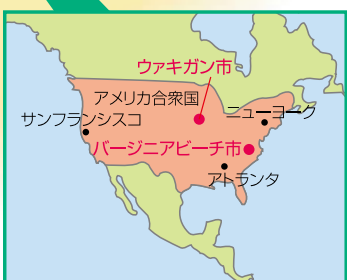 ウァキガン市
アメリカ合衆国
サンフランシスコ
ニューヨーク
バージニアビーチ市
アトランタ